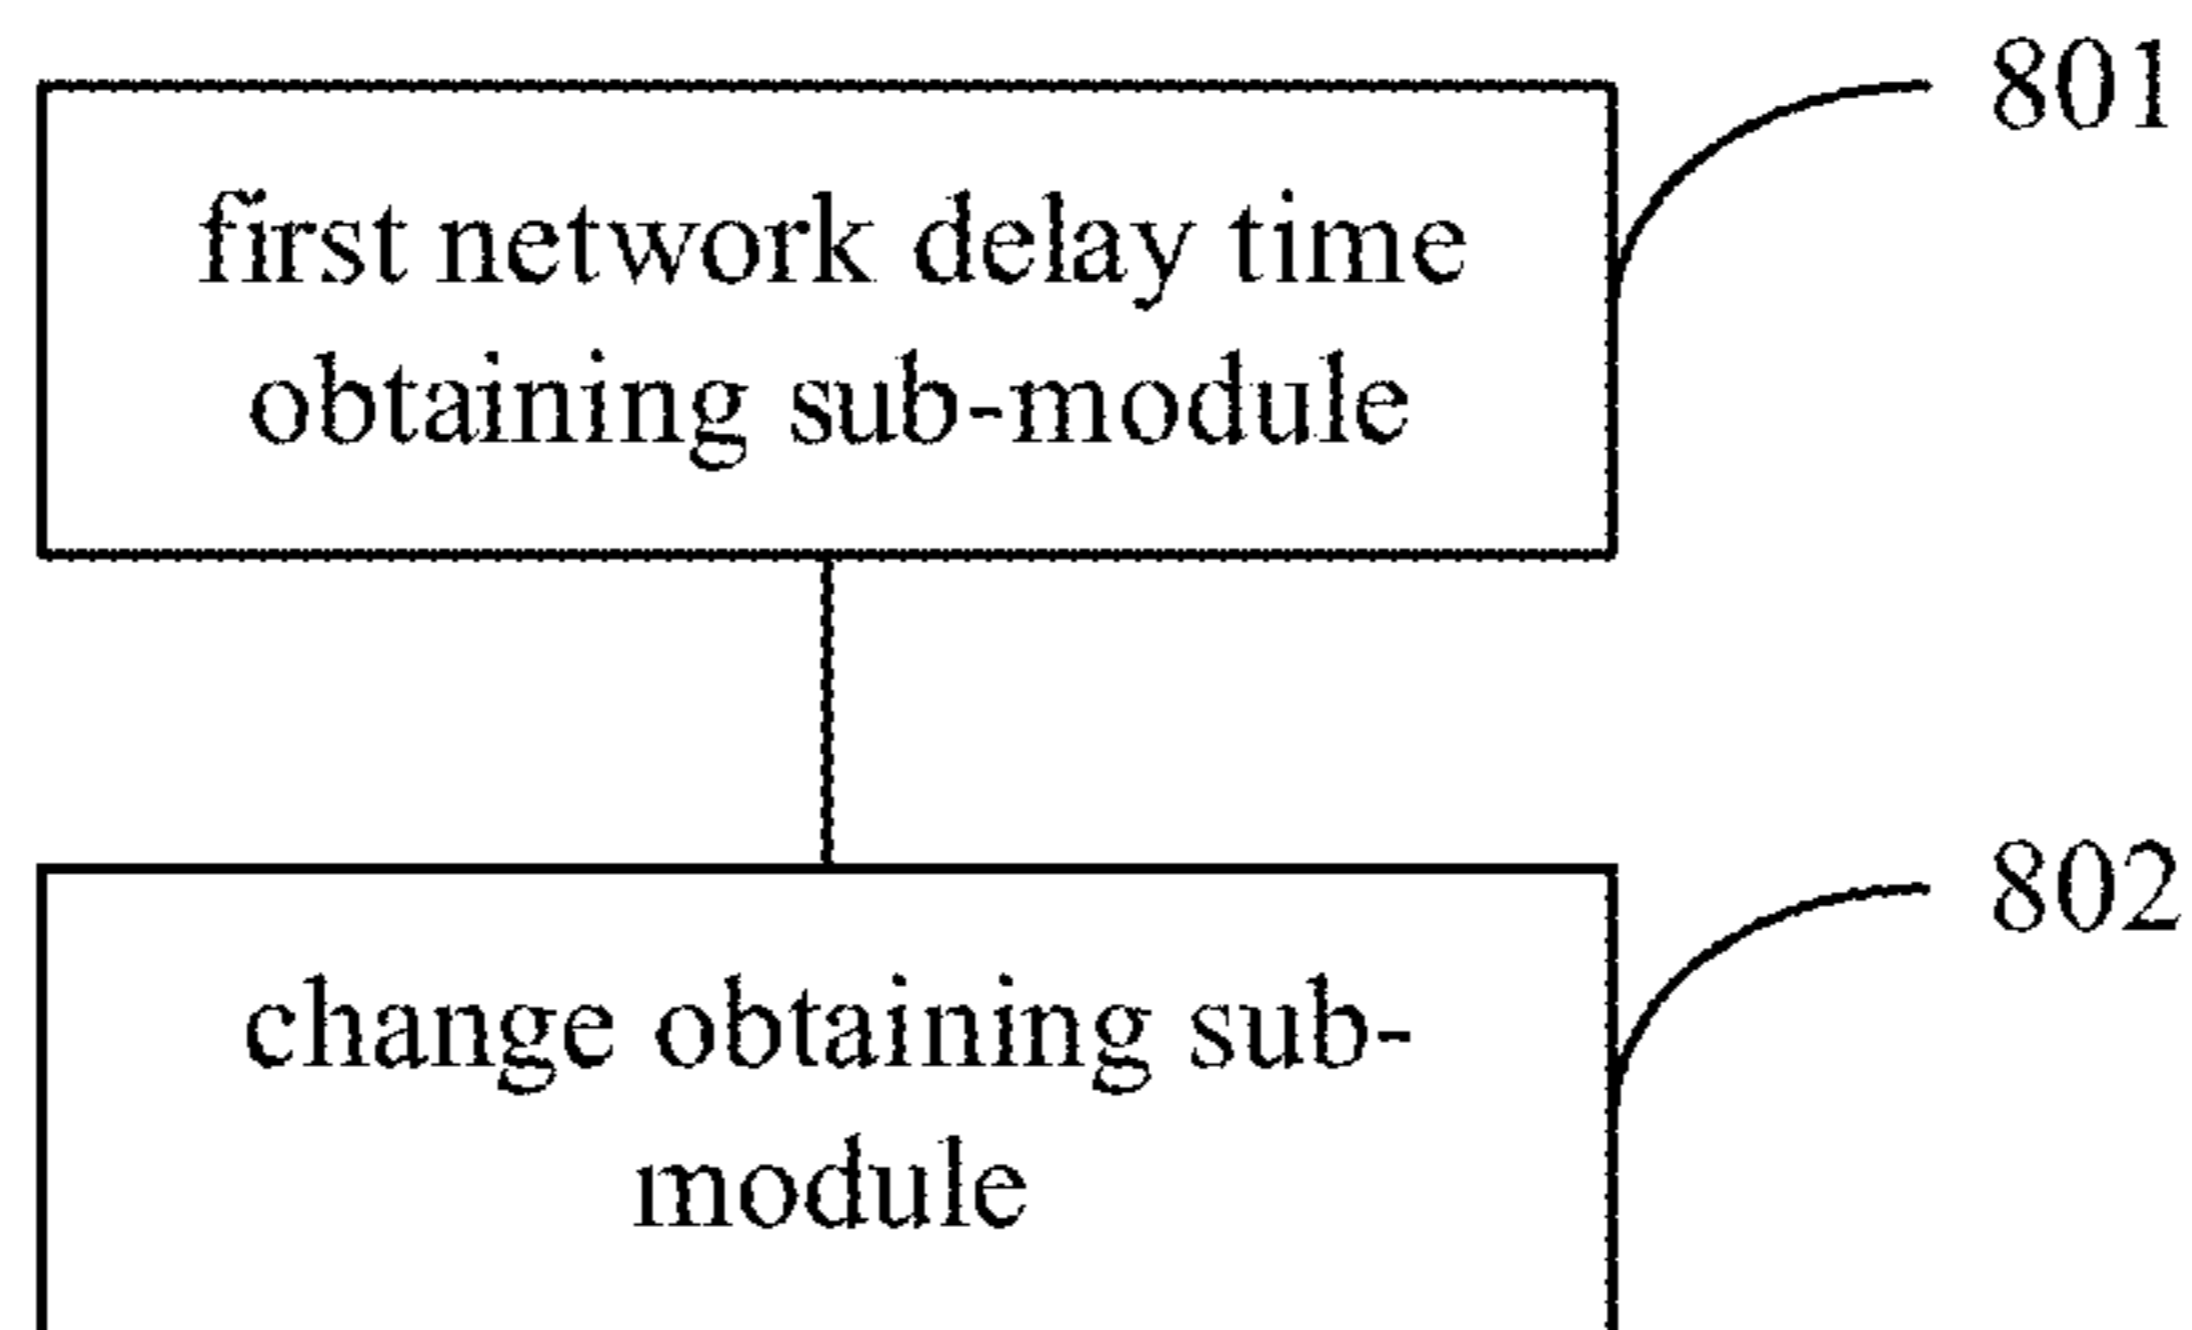 801
first network delay time
obtaining sub-module
802
change obtaining sub-
module